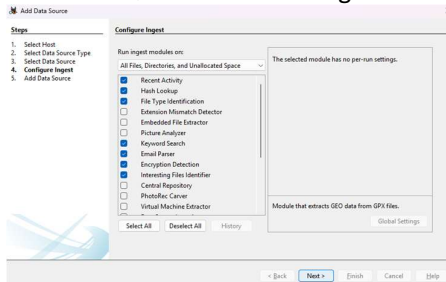 Add Data Source
Steps
1. Select Host
2. Select Data Source Type
3. Select Data Source
4. Configure Ingest
5. Add Data Source
Configure Ingest
Run ingest modules on:
All Files, Directories, and Unallocated Space
Recent Activity
Hash Lookup
File Type Identification
Extension Mismatch Detector
Embedded File Extractor
Picture Analyzer
Keyword Search
Email Parser
Encryption Detection
Interesting Files Identifier
Central Repository
PhotoRec Carver
Virtual Machine Extractor
Select All Deselect All History
The selected module has no per-run settings.
Module that extracts GEO data from GPX files.
Global Settings
< Back Next > Finish Cancel Help